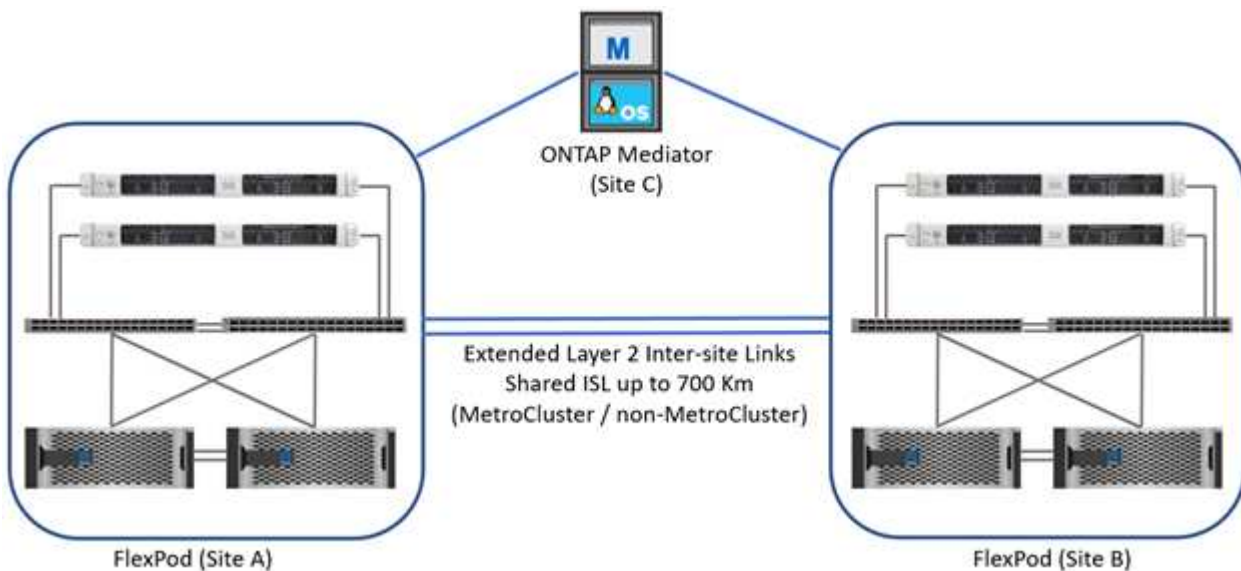 M
OS
ONTAP Mediator
(Site C)
Extended Layer 2 Inter-site Links
Shared ISL up to 700 Km
(MetroCluster / non-MetroCluster)
FlexPod (Site A)
FlexPod (Site B)